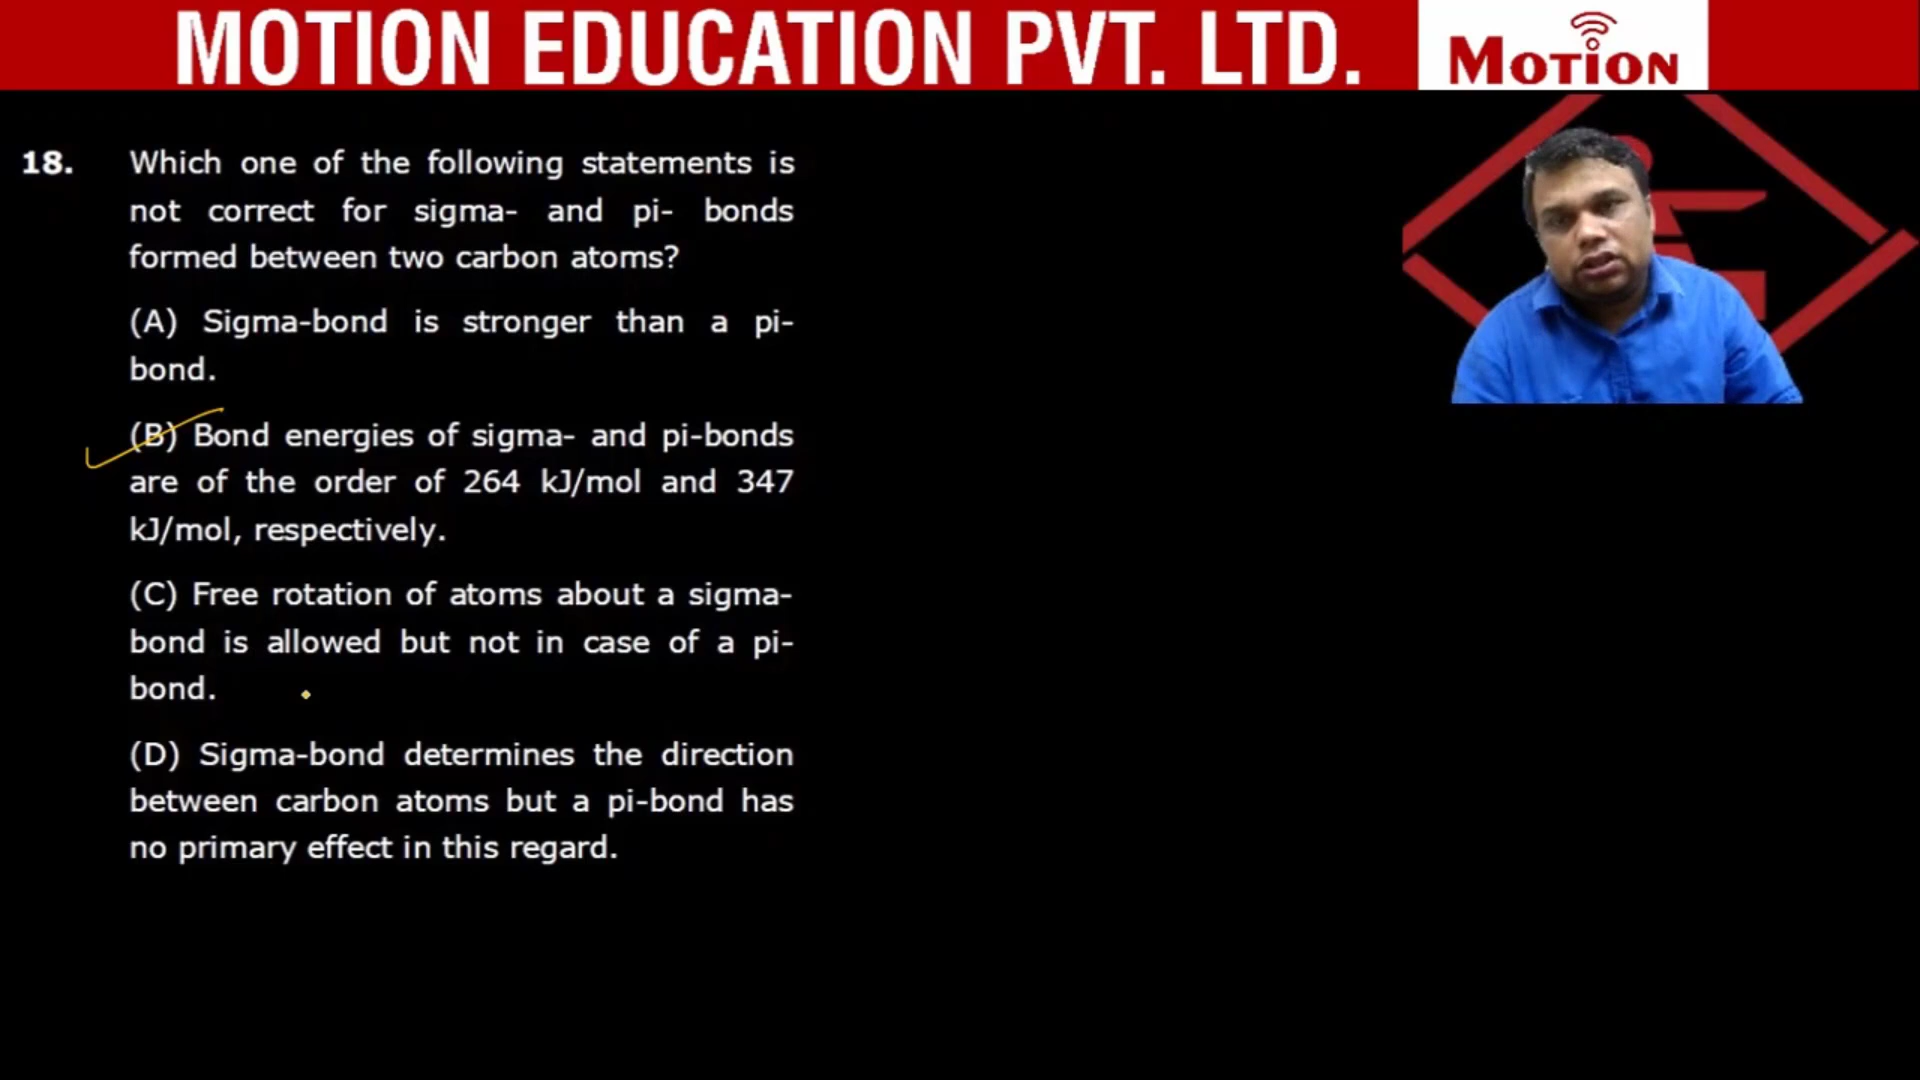 MOTION EDUCATION PVT. LTD.
MOTION
18. Which one of the following statements is
not correct for sigma- and pi- bonds
formed between two carbon atoms?
(A) Sigma-bond is stronger than a pi-
bond.
(B) Bond energies of sigma- and pi-bonds
are of the order of 264 kJ/mol and 347
kJ/mol, respectively.
(C) Free rotation of atoms about a sigma-
bond is allowed but not in case of a pi-
bond.
(D) Sigma-bond determines the direction
between carbon atoms but a pi-bond has
no primary effect in this regard.